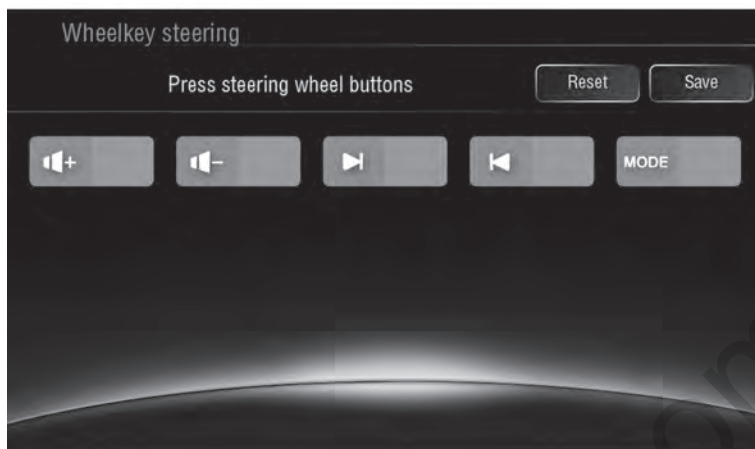 Wheelkey steering
Press steering wheel buttons
Reset
Save
+
-
MODE